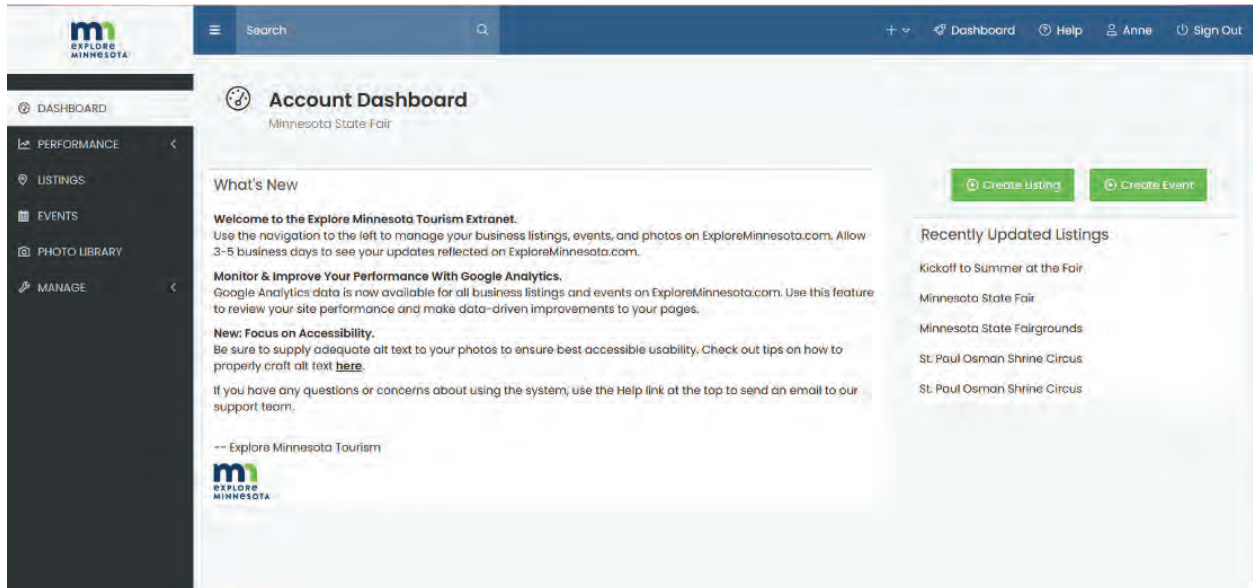 EXPLORE
MINNESOTA
Search
Dashboard
Help
Anne
Sign Out
DASHBOARD
PERFORMANCE
LISTINGS
EVENTS
PHOTO LIBRARY
MANAGE
Account Dashboard
Minnesota State Fair
What's New
Welcome to the Explore Minnesota Tourism Extranet.
Use the navigation to the left to manage your business listings, events, and photos on ExploreMinnesota.com. Allow
3-5 business days to see your updates reflected on ExploreMinnesota.com.
Monitor & Improve Your Performance With Google Analytics.
Google Analytics data is now available for all business listings and events on ExploreMinnesota.com. Use this feature
to review your site performance and make data-driven improvements to your pages.
New: Focus on Accessibility.
Be sure to supply adequate alt text to your photos to ensure best accessible usability. Check out tips on how to
properly craft alt text here.
If you have any questions or concerns about using the system, use the Help link at the top to send an email to our
support team.
-- Explore Minnesota Tourism
EXPLORE
MINNESOTA
Create Listing
Create Event
Recently Updated Listings
Kickoff to Summer at the Fair
Minnesota State Fair
Minnesota State Fairgrounds
St. Paul Osman Shrine Circus
St. Paul Osman Shrine Circus